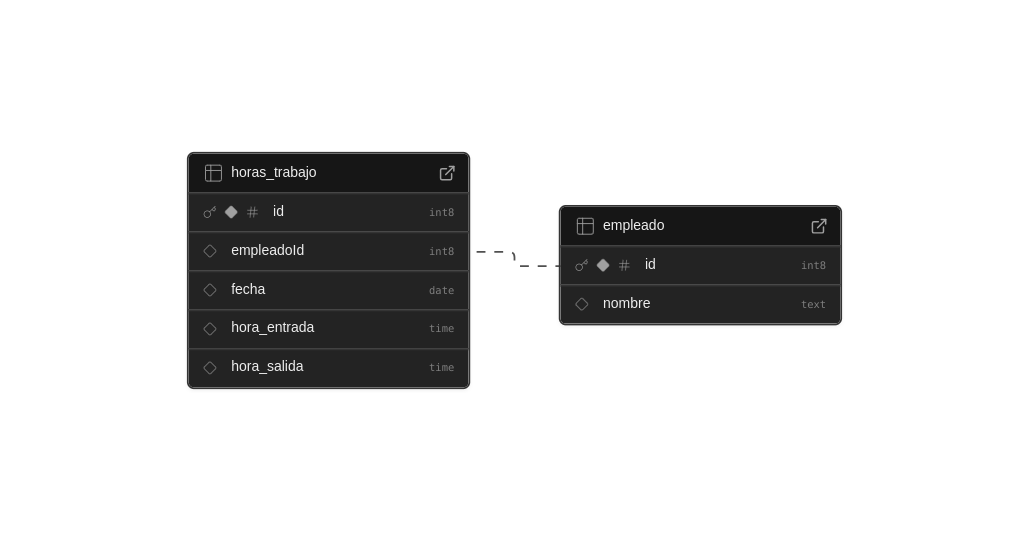 horas_trabajo
id int8
empleadoId int8
fecha date
hora_entrada time
hora_salida time
empleado
id int8
nombre text